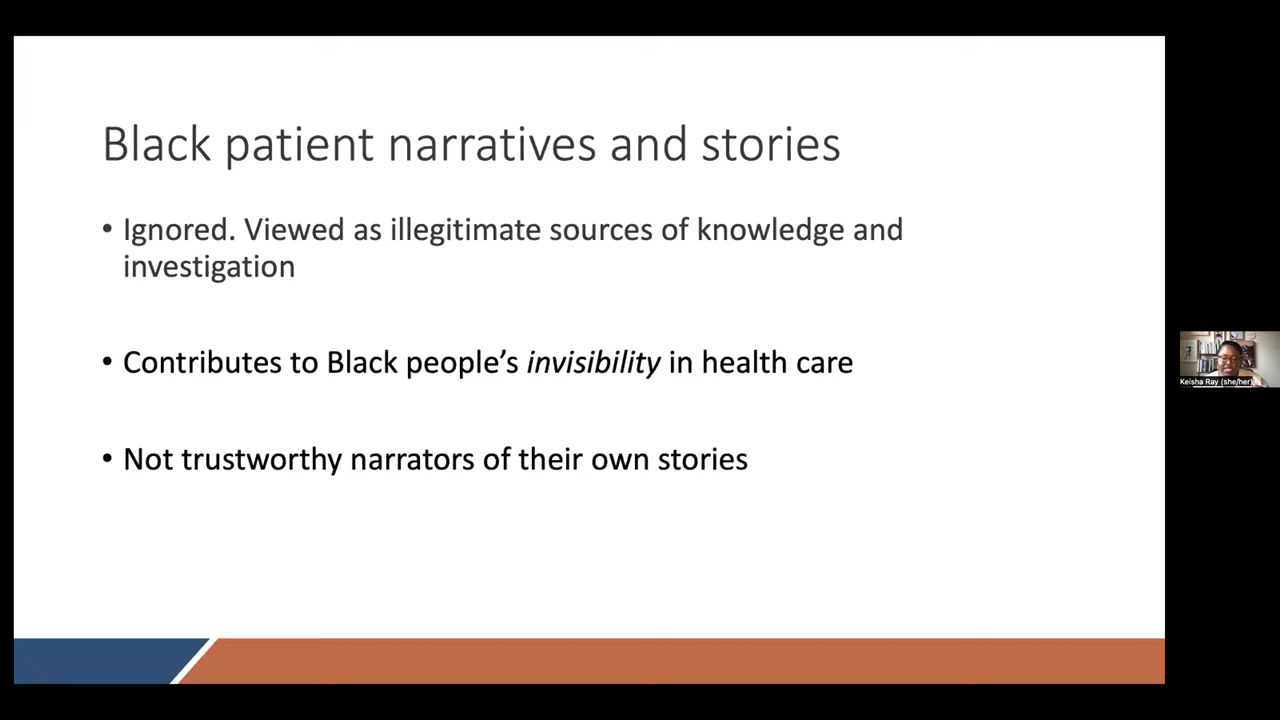 Black patient narratives and stories
• Ignored. Viewed as illegitimate sources of knowledge and
investigation
• Contributes to Black people’s invisibility in health care
• Not trustworthy narrators of their own stories
Keisha Ray (she/her)